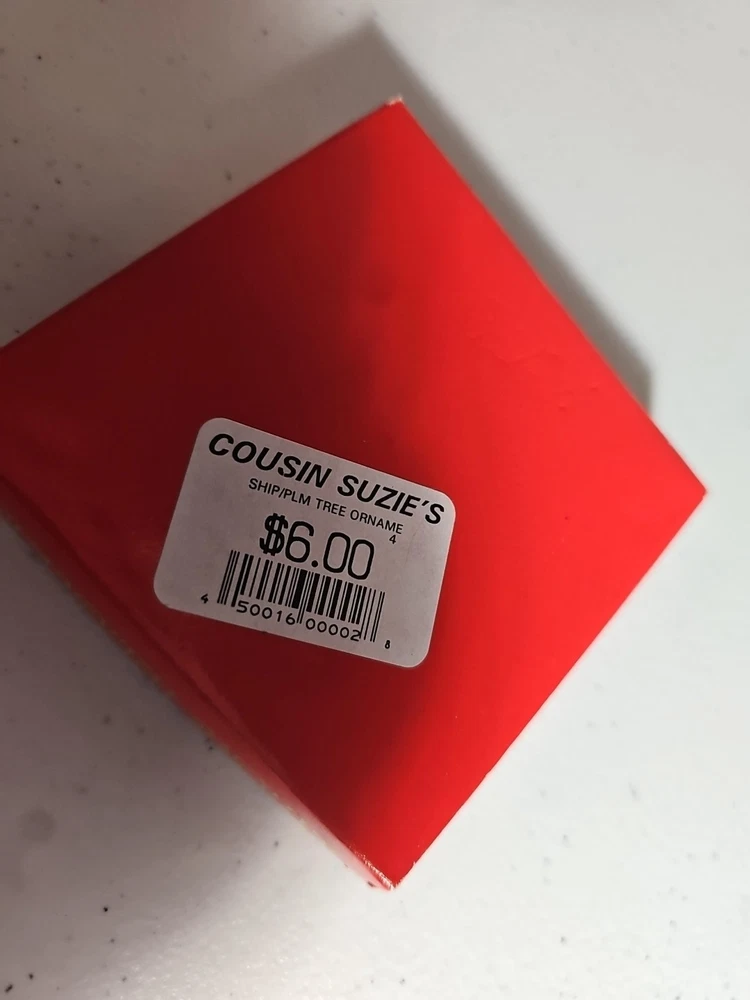 COUSIN SUZIE'S
SHIP/PLM TREE ORNAME
4
$6.00
4 50016 00002 8